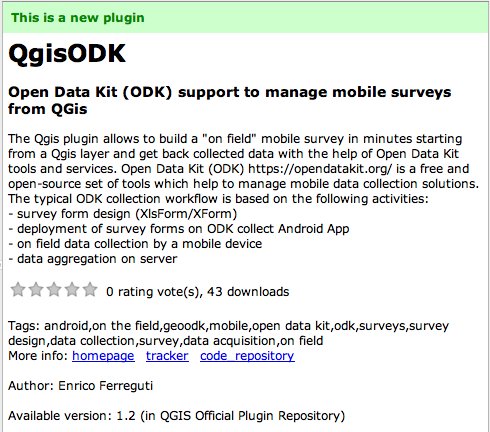 This is a new plugin
QgisODK
Open Data Kit (ODK) support to manage mobile surveys
from QGis
The Qgis plugin allows to build a "on field" mobile survey in minutes starting
from a Qgis layer and get back collected data with the help of Open Data Kit
tools and services. Open Data Kit (ODK) https://opendatakit.org/ is a free and
open-source set of tools which help to manage mobile data collection solutions.
The typical ODK collection workflow is based on the following activities:
- survey form design (XlsForm/XForm)
- deployment of survey forms on ODK collect Android App
- on field data collection by a mobile device
- data aggregation on server
0 rating vote(s), 43 downloads
Tags: android,on the field,geoodk,mobile,open data kit,odk,surveys,survey
design,data collection,survey,data acquisition,on field
More info: homepage tracker code_repository
Author: Enrico Ferreguti
Available version: 1.2 (in QGIS Official Plugin Repository)